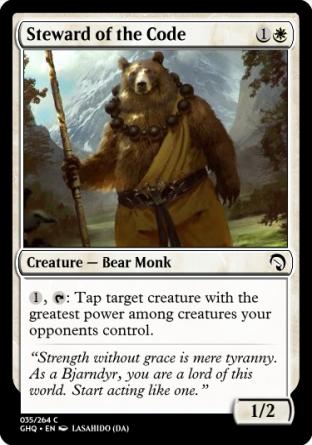 Steward of the Code 1
Creature — Bear Monk
1, : Tap target creature with the
greatest power among creatures your
opponents control.
“Strength without grace is mere tyranny.
As a Bjarndyr, you are a lord of this
world. Start acting like one.”
1/2
035/264 C
GHQ • EN LASAHIDO (DA)